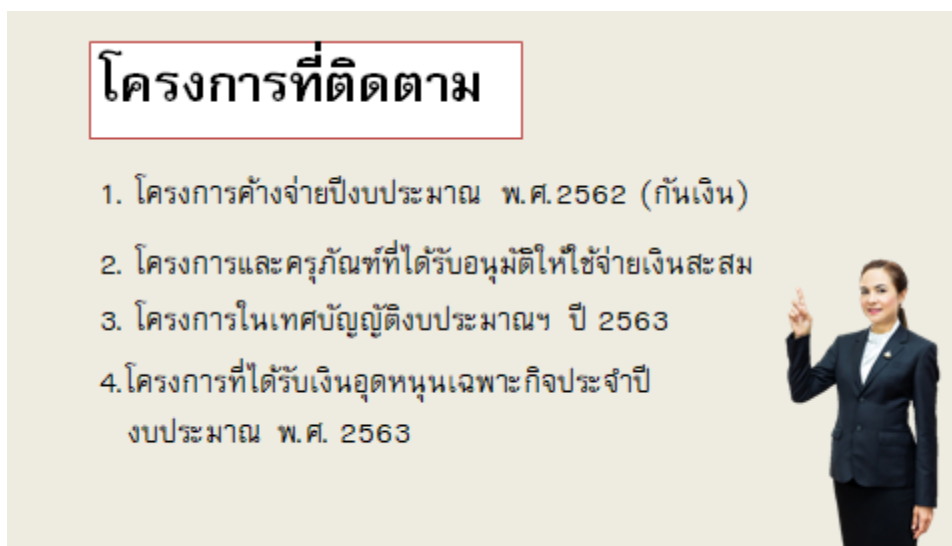 โครงการที่ติดตาม
1. โครงการค้างจ่ายปีงบประมาณ พ.ศ.2562 (กันเงิน)
2. โครงการและครุภัณฑ์ที่ได้รับอนุมัติให้ใช้จ่ายเงินสะสม
3. โครงการในเทศบัญญัติงบประมาณฯ ปี 2563
4.โครงการที่ได้รับเงินอุดหนุนเฉพาะกิจประจำปี
งบประมาณ พ.ศ. 2563